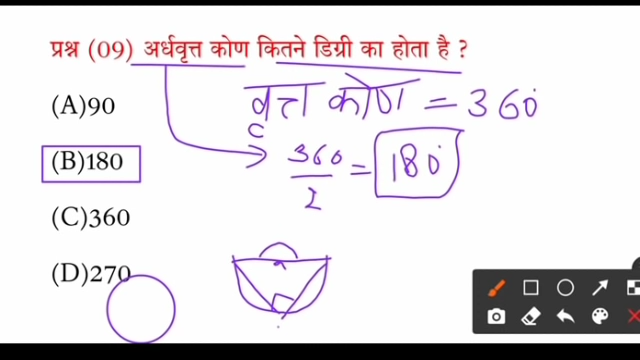 प्रश्न (09) अर्धवृत्त कोण कितने डिग्री का होता है ?
(A)90
वृत्त कोण = 360°
(B)180
360/2 = 180°
(C)360
(D)270